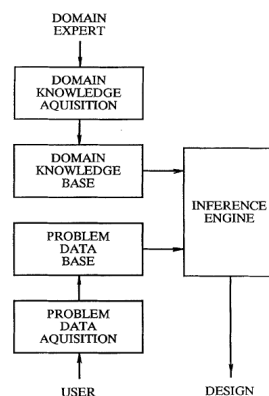 DOMAIN
EXPERT
DOMAIN
KNOWLEDGE
AQUISITION
DOMAIN
KNOWLEDGE
BASE
INFERENCE
ENGINE
PROBLEM
DATA
BASE
PROBLEM
DATA
AQUISITION
USER
DESIGN